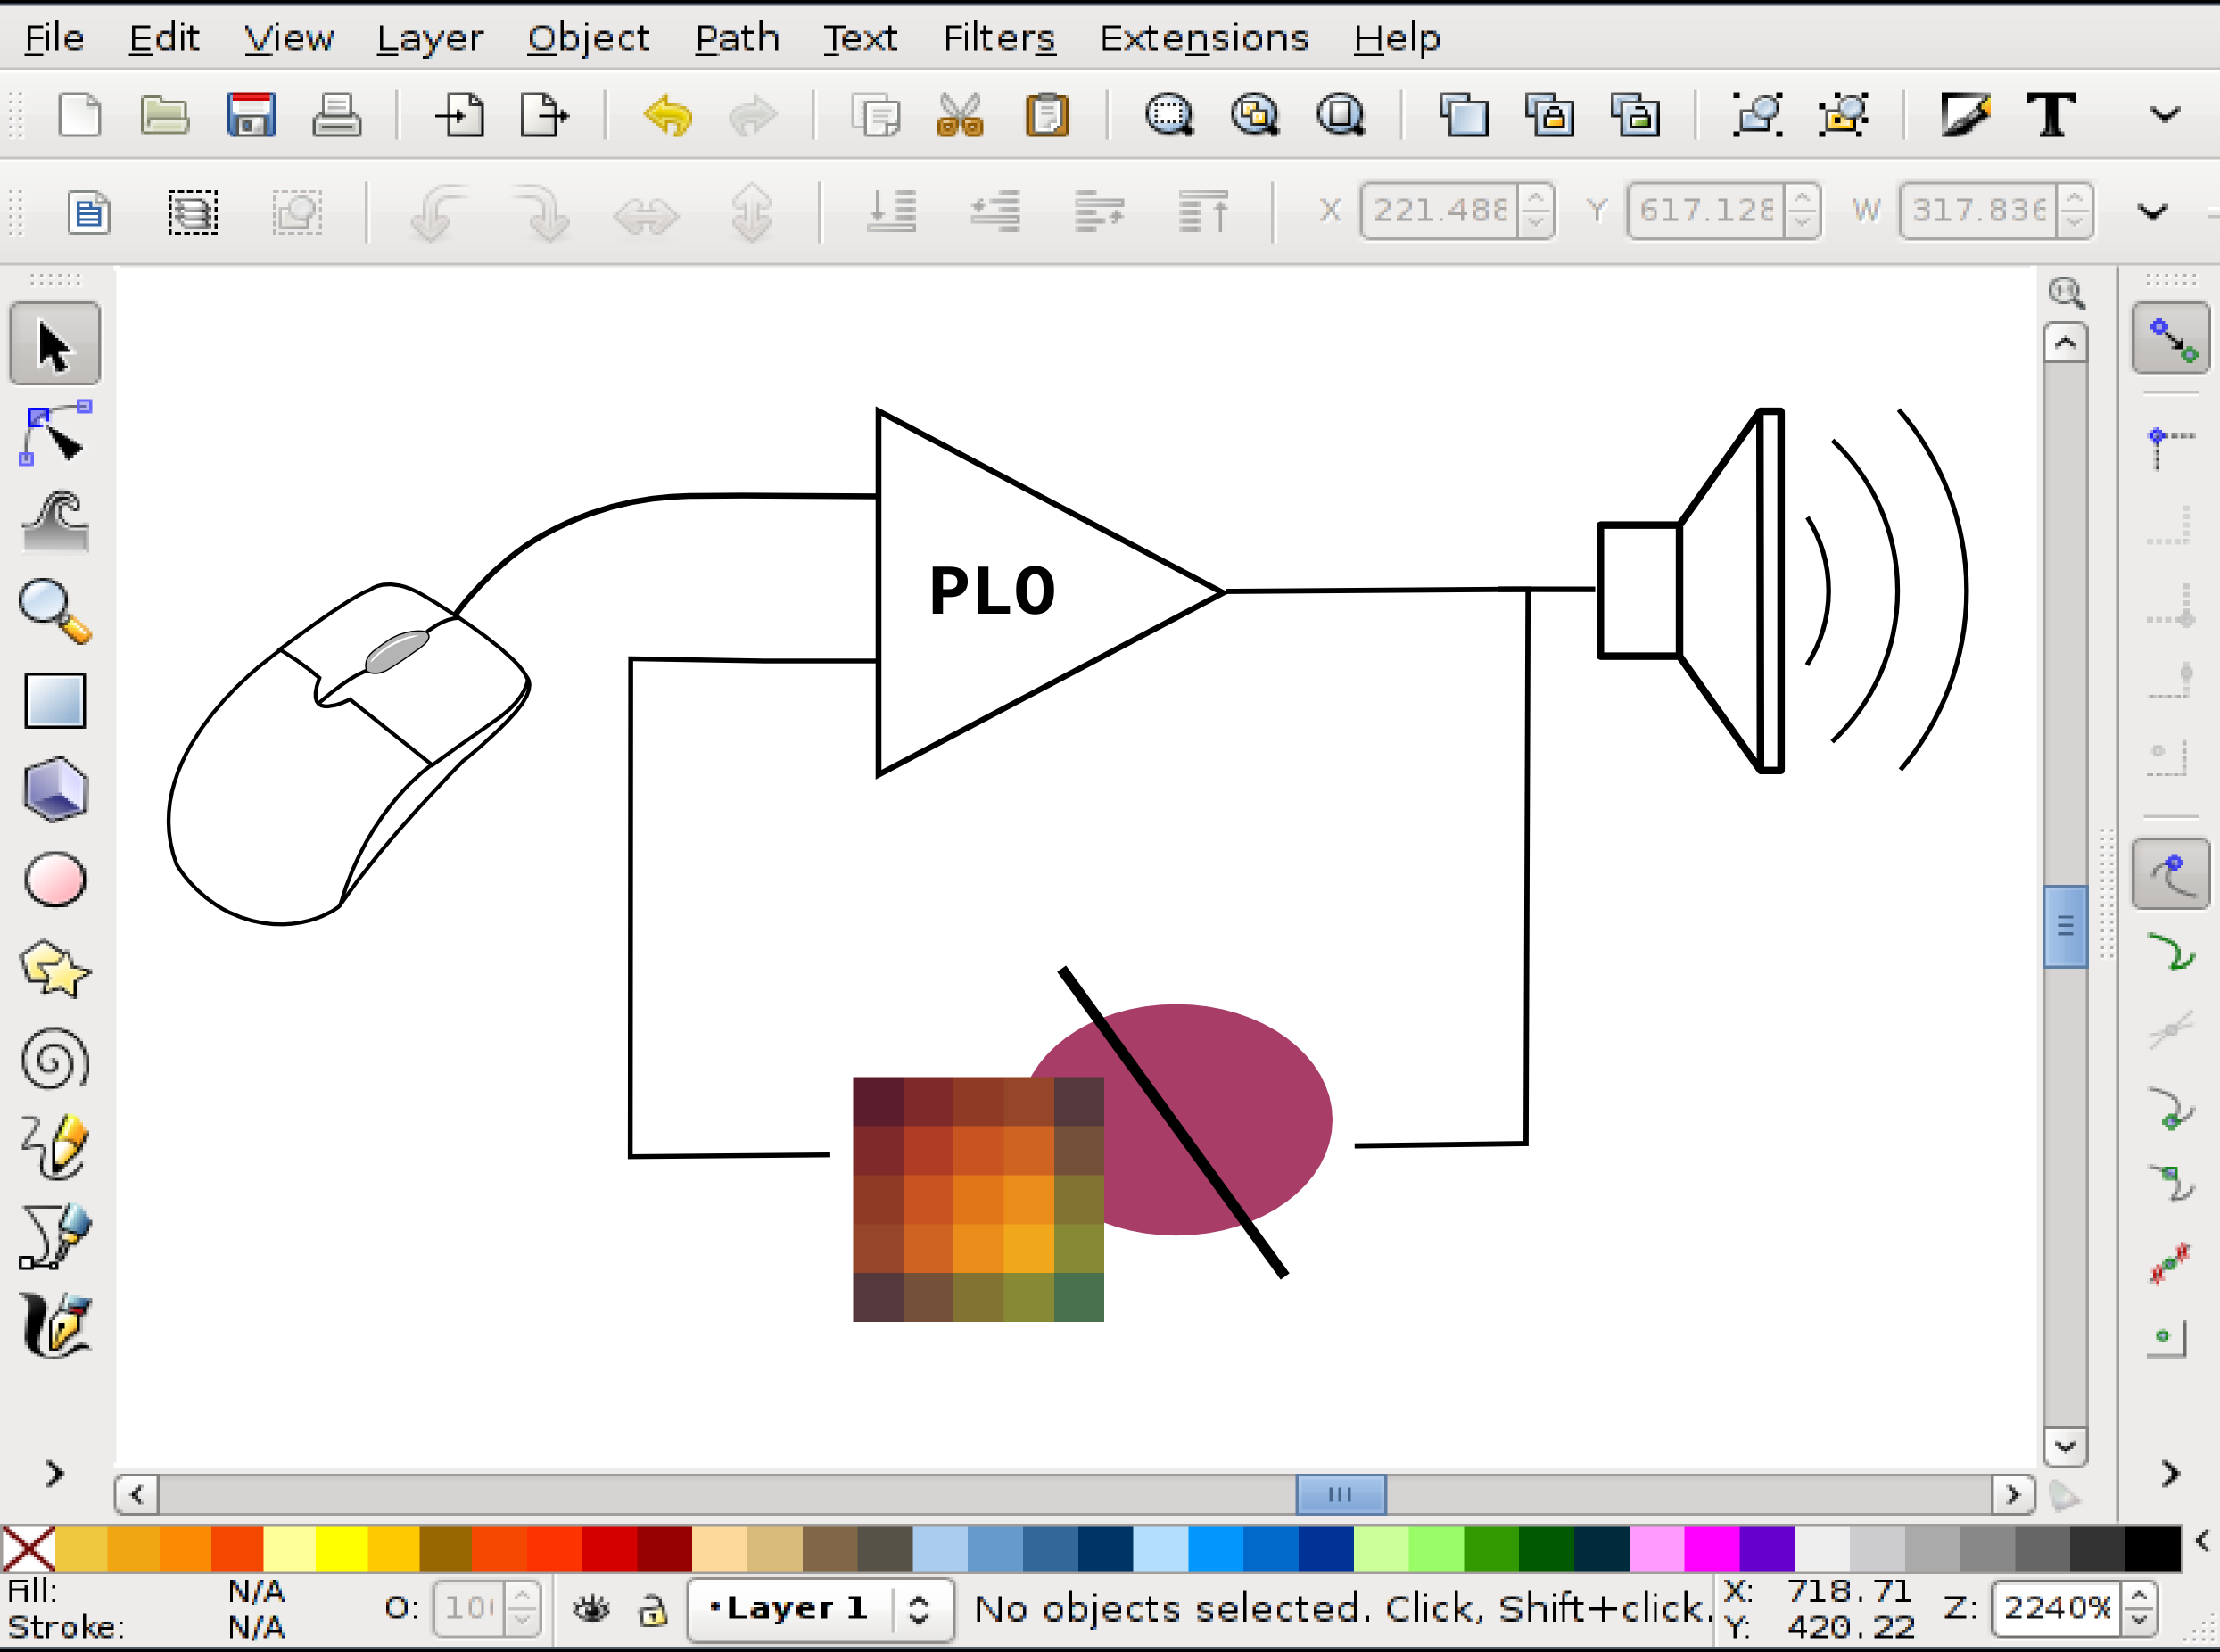 File Edit View Layer Object Path Text Filters Extensions Help
X 221.488 Y 617.128 W 317.836
PLO
Fill: N/A
Stroke: N/A
O: 100
•Layer 1
No objects selected. Click, Shift+click.
X: 718.71
Y: 420.22
Z: 2240%